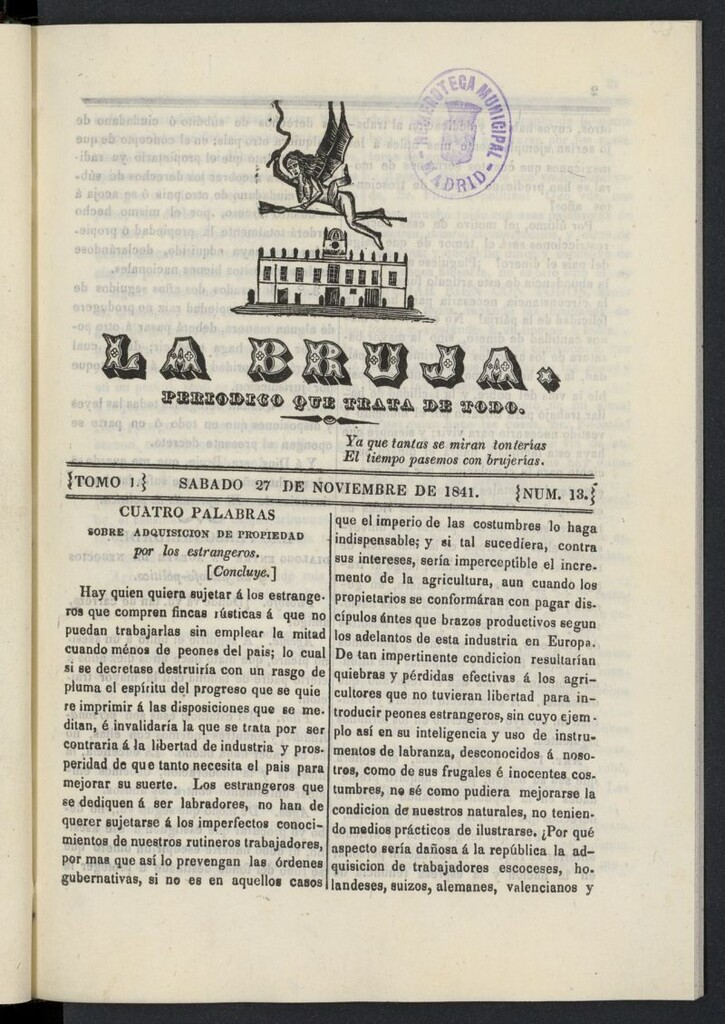 HEMEROTECA MUNICIPAL
MADRID
LA BRUJA.
PERIODICO QUE TRATA DE TODO.
Ya que tantas se miran tonterías
El tiempo pasemos con brujerías.
TOMO 1. SABADO 27 DE NOVIEMBRE DE 1841. NUM. 13.
CUATRO PALABRAS
SOBRE ADQUISICION DE PROPIEDAD
por los estrangeros.
[Concluye.]
Hay quien quiera sujetar á los estrange-
ros que compren fincas rústicas á que no
puedan trabajarlas sin emplear la mitad
cuando ménos de peones del pais; lo cual
si se decretase destruiría con un rasgo de
pluma el espíritu del progreso que se quie
re imprimir á las disposiciones que se me-
ditan, é invalidaría la que se trata por ser
contraria á la libertad de industria y pros-
peridad de que tanto necesita el pais para
mejorar su suerte. Los estrangeros que
se dediquen á ser labradores, no han de
querer sujetarse á los imperfectos conoci-
mientos de nuestros rutineros trabajadores,
por mas que así lo prevengan las órdenes
gubernativas, si no es en aquellos casos
que el imperio de las costumbres lo haga
indispensable; y si tal sucediera, contra
sus intereses, sería imperceptible el incre-
mento de la agricultura, aun cuando los
propietarios se conformáran con pagar dis-
cípulos ántes que brazos productivos segun
los adelantos de esta industria en Europa.
De tan impertinente condicion resultarían
quiebras y pérdidas efectivas á los agri-
cultores que no tuvieran libertad para in-
troducir peones estrangeros, sin cuyo ejem-
plo así en su inteligencia y uso de instru-
mentos de labranza, desconocidos á noso-
tros, como de sus frugales é inocentes cos-
tumbres, no sé como pudiera mejorarse la
condicion de nuestros naturales, no tenien-
do medios prácticos de ilustrarse. ¿Por qué
aspecto sería dañosa á la república la ad-
quisicion de trabajadores escoceses, ho-
landeses, suizos, alemanes, valencianos y